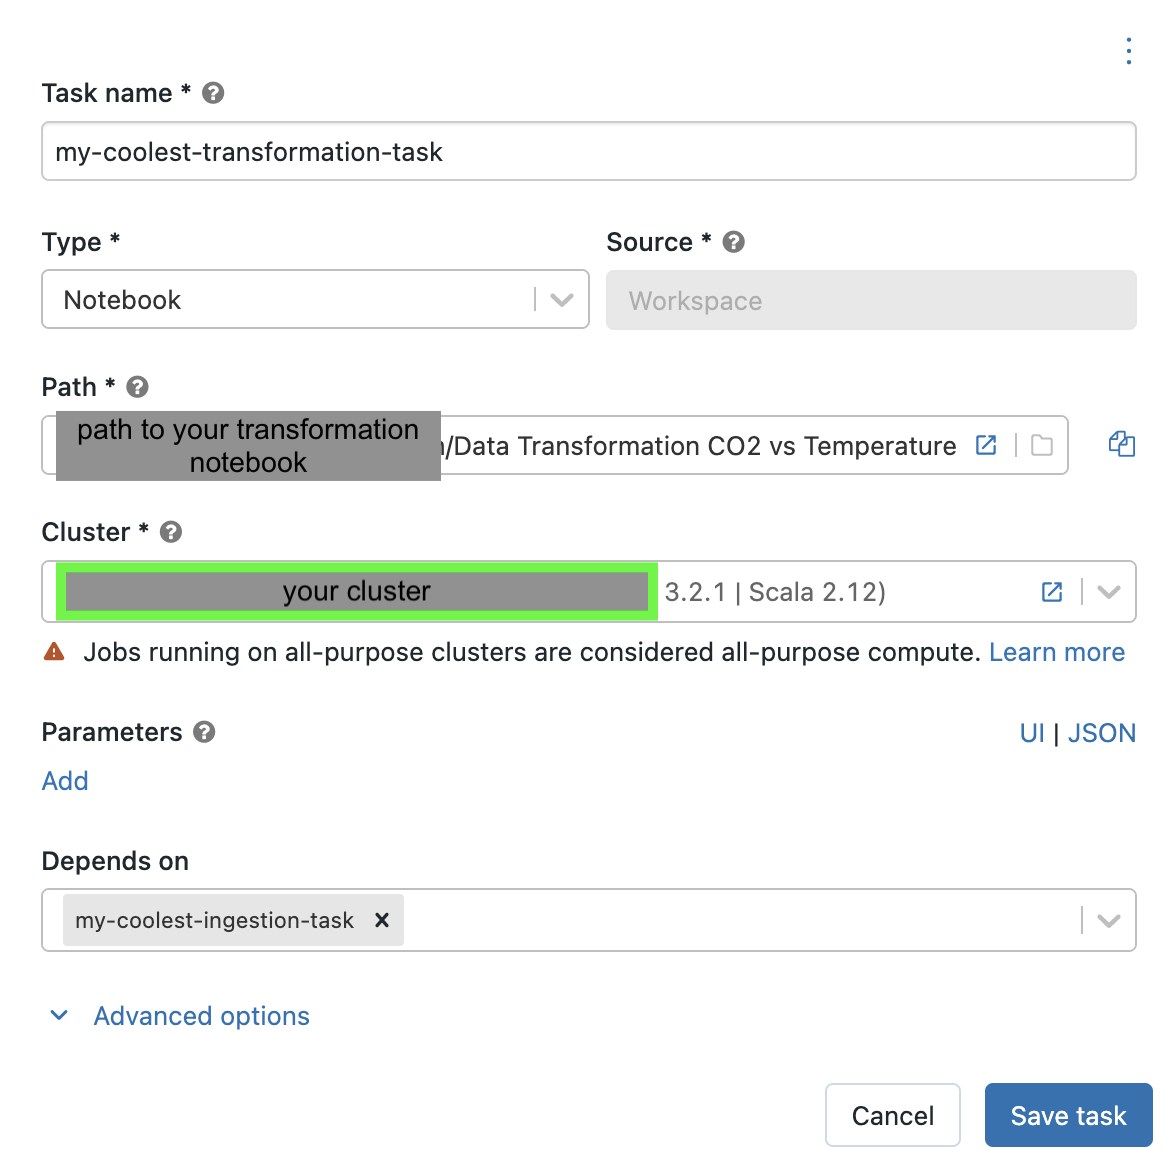 Task name *
my-coolest-transformation-task
Type * Source *
Notebook Workspace
Path *
path to your transformation
notebook
/Data Transformation CO2 vs Temperature
Cluster *
your cluster 3.2.1 | Scala 2.12)
Jobs running on all-purpose clusters are considered all-purpose compute. Learn more
Parameters UI | JSON
Add
Depends on
my-coolest-ingestion-task
Advanced options
Cancel Save task